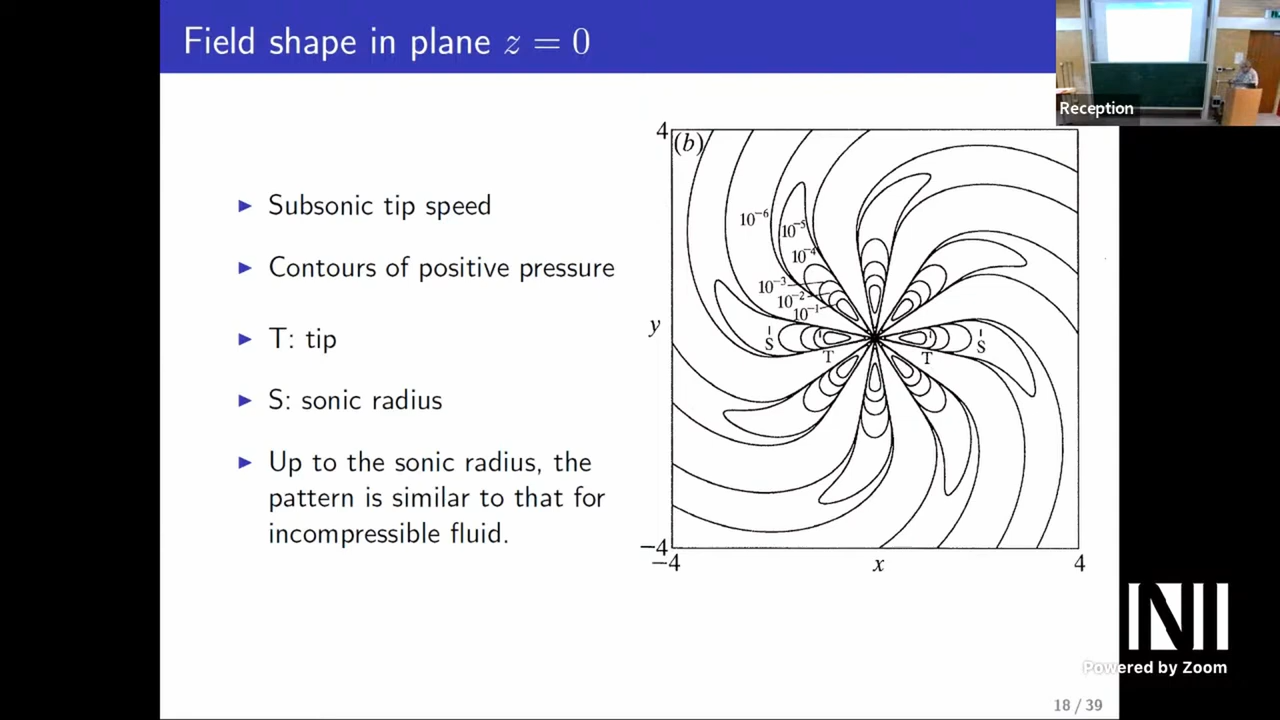 Field shape in plane z = 0
Reception
▶ Subsonic tip speed
▶ Contours of positive pressure
▶ T: tip
▶ S: sonic radius
▶ Up to the sonic radius, the
pattern is similar to that for
incompressible fluid.
4
(b)
10⁻⁶
10⁻⁵
10⁻⁴
10⁻³
10⁻²
10⁻¹
y
S
T
T
S
−4
−4
x
4
NI
Powered by Zoom
18 / 39